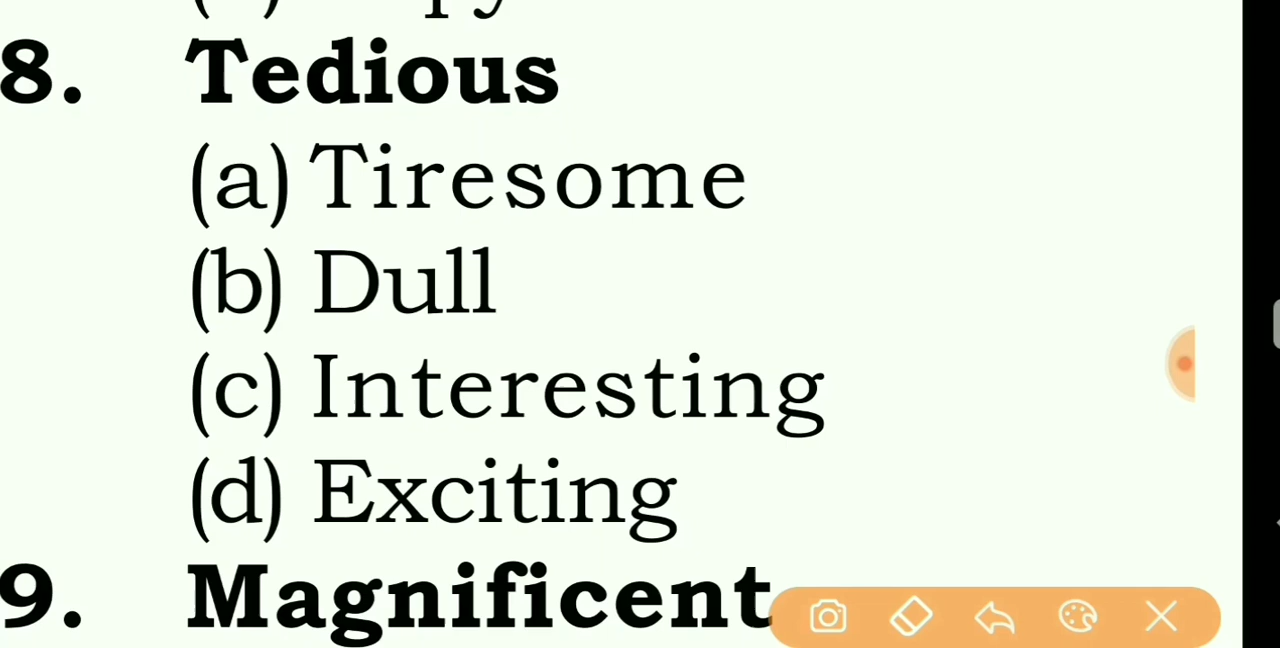 8. Tedious
(a) Tiresome
(b) Dull
(c) Interesting
(d) Exciting
9. Magnificent